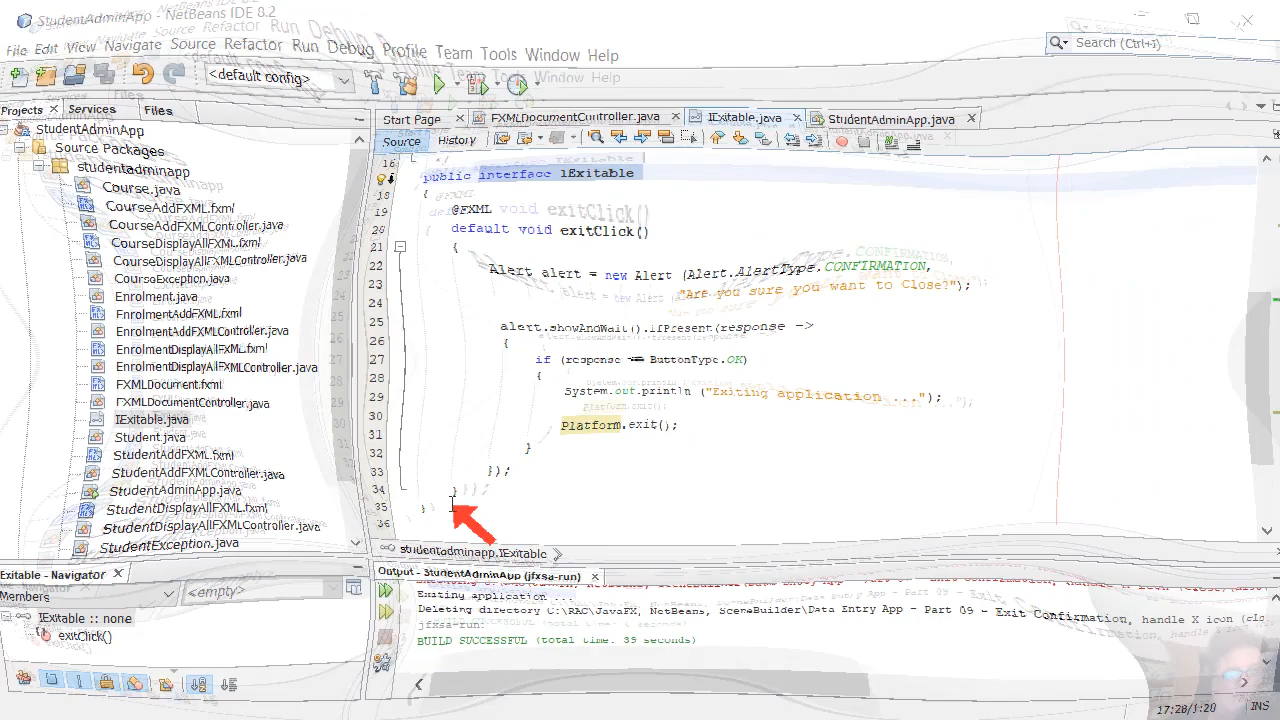 StudentAdminApp - NetBeans IDE 8.2
File Edit View Navigate Source Refactor Run Debug Profile Team Tools Window Help
Search (Ctrl+I)
<default config>
Projects Services Files
Start Page FXMLDocumentController.java IExitable.java StudentAdminApp.java
Source History
StudentAdminApp
Source Packages
studentadminapp
Course.java
CourseAddFXML.fxml
CourseAddFXMLController.java
CourseDisplayAllFXML.fxml
CourseDisplayAllFXMLController.java
CourseException.java
Enrolment.java
EnrolmentAddFXML.fxml
EnrolmentAddFXMLController.java
EnrolmentDisplayAllFXML.fxml
EnrolmentDisplayAllFXMLController.java
FXMLDocument.fxml
FXMLDocumentController.java
IExitable.java
Student.java
StudentAddFXML.fxml
StudentAddFXMLController.java
StudentAdminApp.java
StudentDisplayAllFXML.fxml
StudentDisplayAllFXMLController.java
StudentException.java
16
public interface IExitable
18 {
19 @FXML
20 default void exitClick()
21 {
22 Alert alert = new Alert (Alert.AlertType.CONFIRMATION,
23 "Are you sure you want to Close?");
25 alert.showAndWait().ifPresent(response ->
26 {
27 if (response == ButtonType.OK)
28 {
29 System.out.println ("Exiting application ...");
30 Platform.exit();
31
32 }
33 });
34 }
35 }
36
studentadminapp.IExitable
Exitable - Navigator
Members <empty>
IExitable :: none
exitClick()
Output - StudentAdminApp (jfxsa-run)
Exiting application ...
Deleting directory C:\RRC\JavaFX, NetBeans, SceneBuilder\Data Entry App - Part 09 - Exit Confirmation, handle X icon (clo
jfxsa-run:
BUILD SUCCESSFUL (total time: 39 seconds)
17:28/1:20 INS